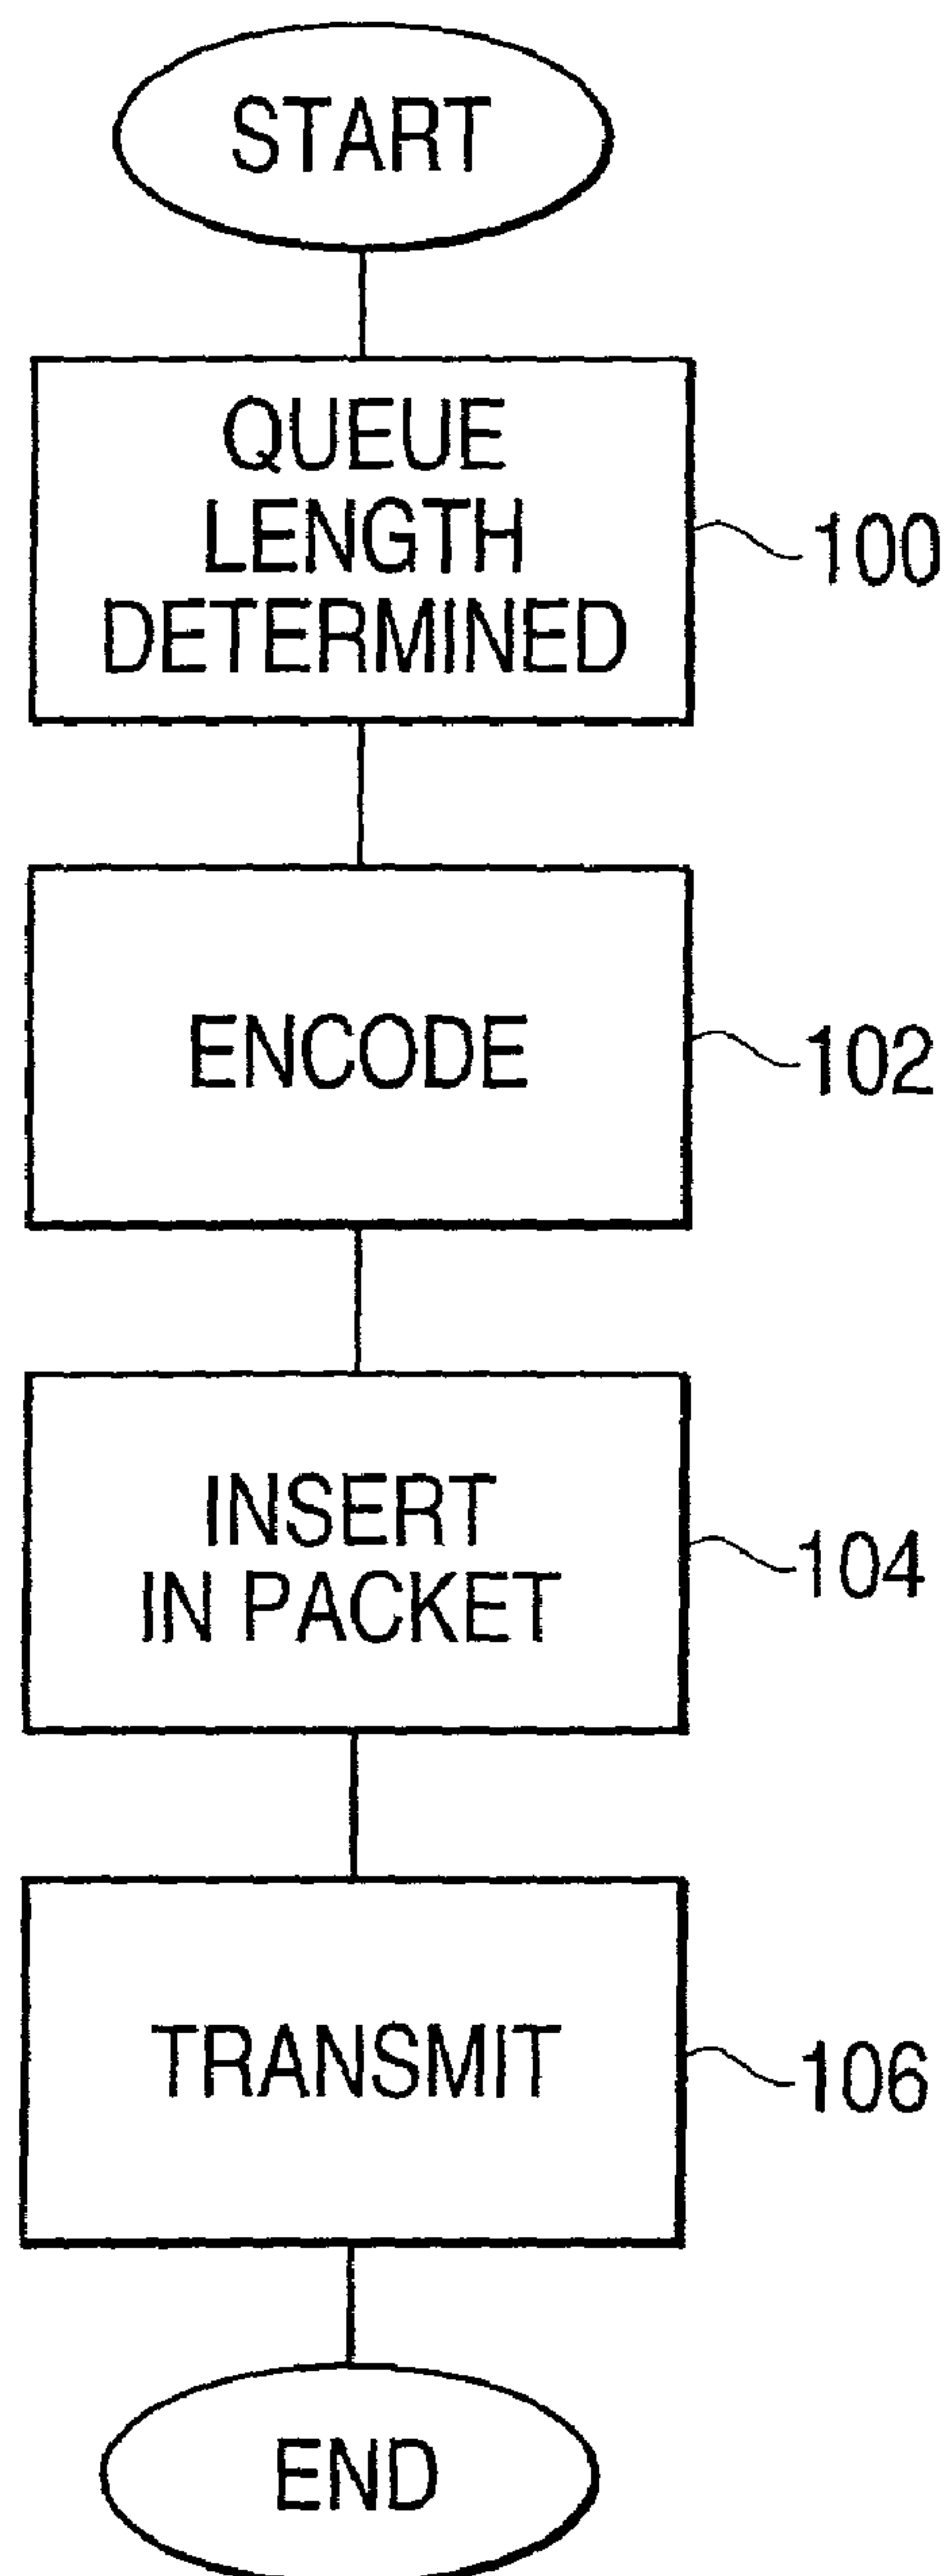 START
QUEUE
LENGTH
DETERMINED
100
ENCODE
102
INSERT
IN PACKET
104
TRANSMIT
106
END